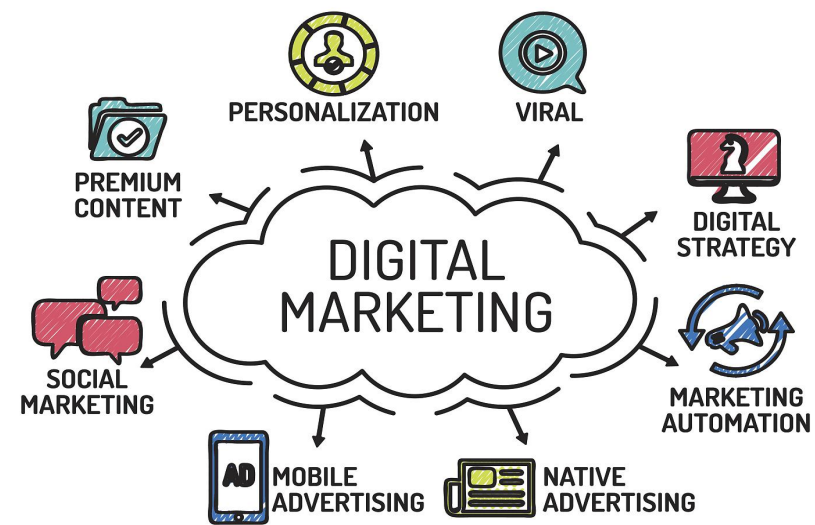 PERSONALIZATION
VIRAL
PREMIUM
CONTENT
DIGITAL
STRATEGY
DIGITAL
MARKETING
SOCIAL
MARKETING
MARKETING
AUTOMATION
AD
MOBILE
ADVERTISING
NATIVE
ADVERTISING